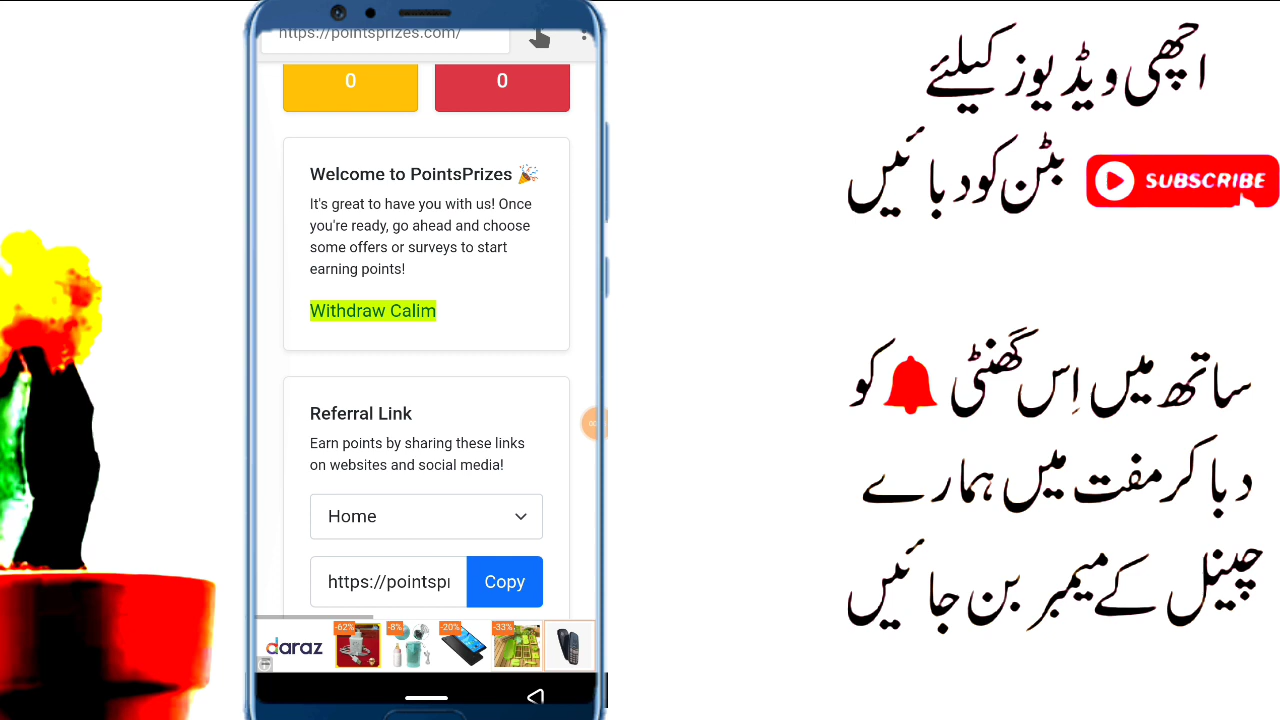 https://pointsprizes.com/
0
0
Welcome to PointsPrizes
It's great to have you with us! Once
you're ready, go ahead and choose
some offers or surveys to start
earning points!
Withdraw Calim
Referral Link
Earn points by sharing these links
on websites and social media!
Home
https://pointspr
Copy
daraz
-62%
-8%
-20%
-33%
اچھی ویڈیوز کیلئے
بٹن کو دبائیں
SUBSCRIBE
ساتھ میں اِس گھنٹی کو
دبا کر مفت میں ہمارے
چینل کے میمبر بن جائیں